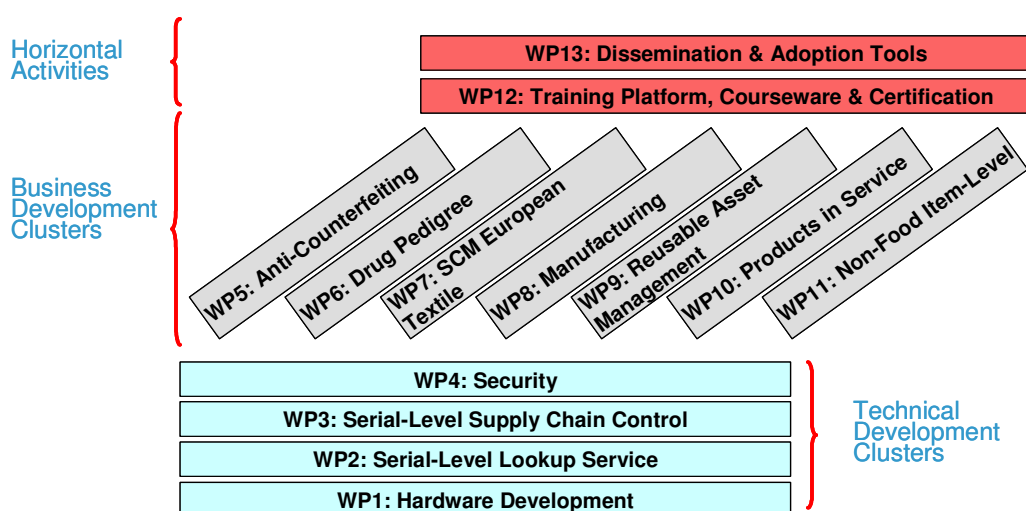 Horizontal
Activities
WP13: Dissemination & Adoption Tools
WP12: Training Platform, Courseware & Certification
Business
Development
Clusters
WP5: Anti-Counterfeiting
WP6: Drug Pedigree
WP7: SCM European
Textile
WP8: Manufacturing
WP9: Reusable Asset
Management
WP10: Products in Service
WP11: Non-Food Item-Level
WP4: Security
WP3: Serial-Level Supply Chain Control
WP2: Serial-Level Lookup Service
WP1: Hardware Development
Technical
Development
Clusters